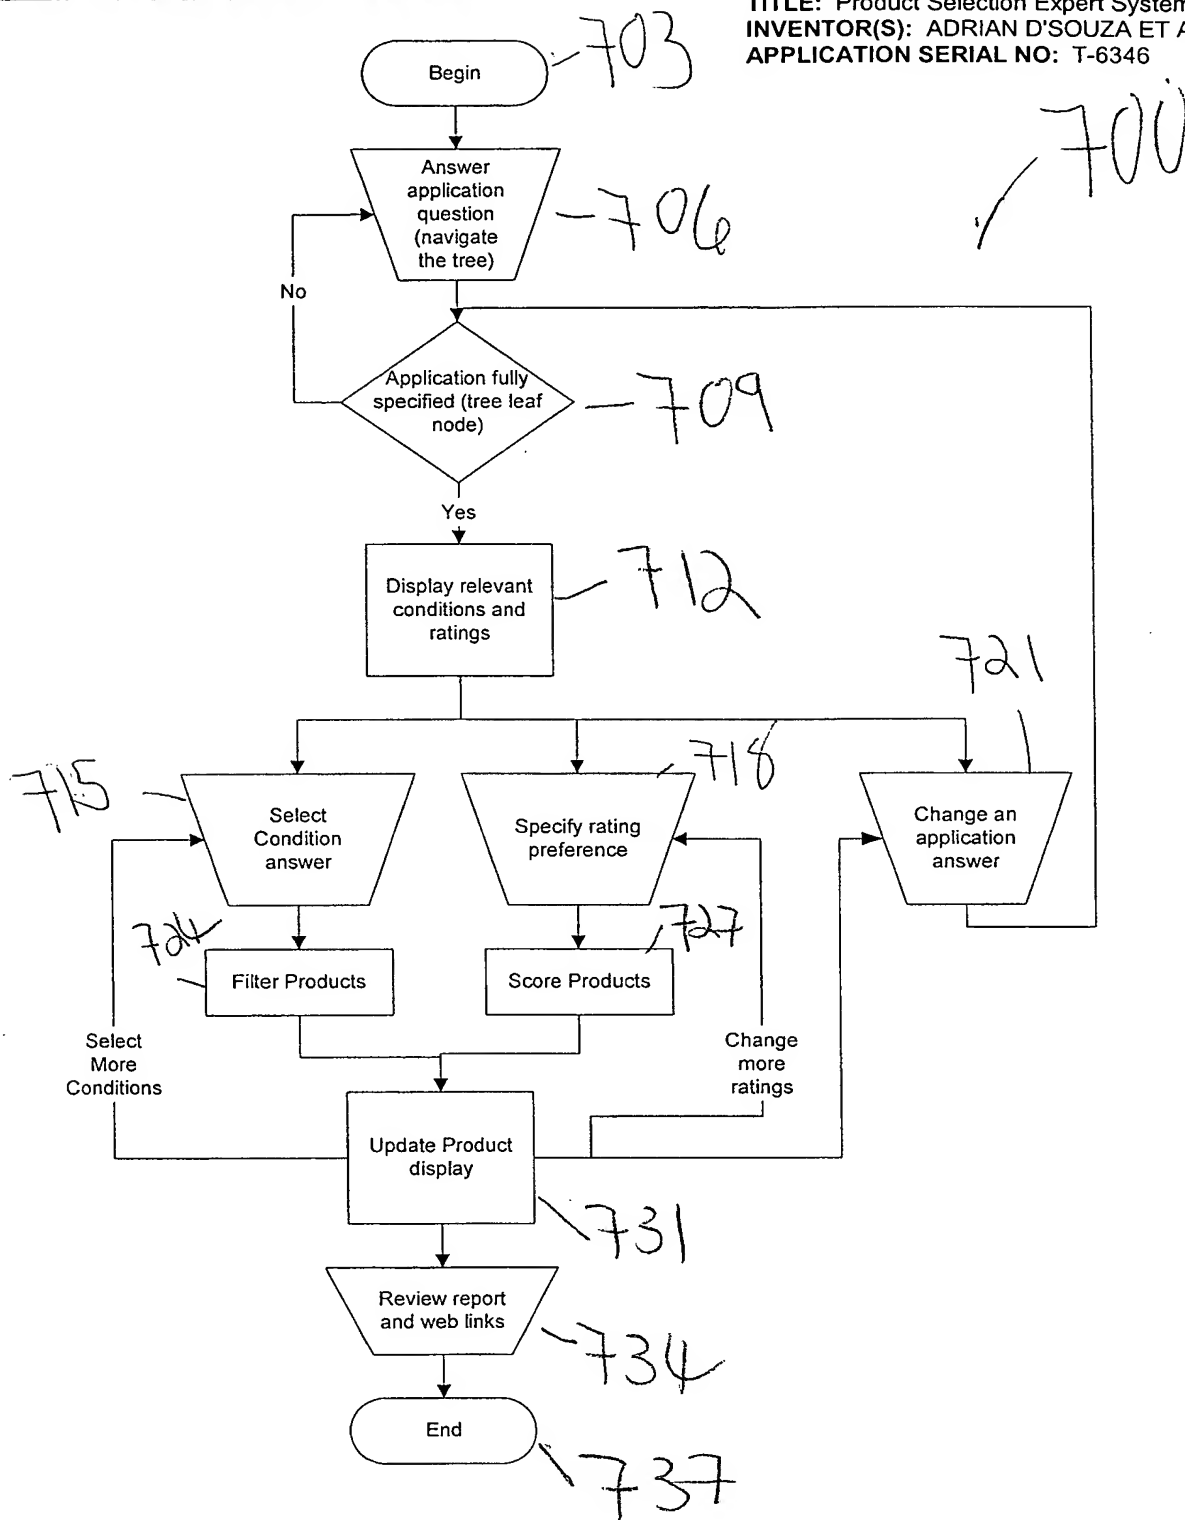 TITLE: Product Selection Expert System
INVENTOR(S): ADRIAN D'SOUZA ET A
APPLICATION SERIAL NO: T-6346
700
Begin
703
Answer
application
question
(navigate
the tree)
706
No
Application fully
specified (tree leaf
node)
709
Yes
Display relevant
conditions and
ratings
712
715
Select
Condition
answer
718
Specify rating
preference
721
Change an
application
answer
724
Filter Products
727
Score Products
Select
More
Conditions
Change
more
ratings
Update Product
display
731
Review report
and web links
734
End
737